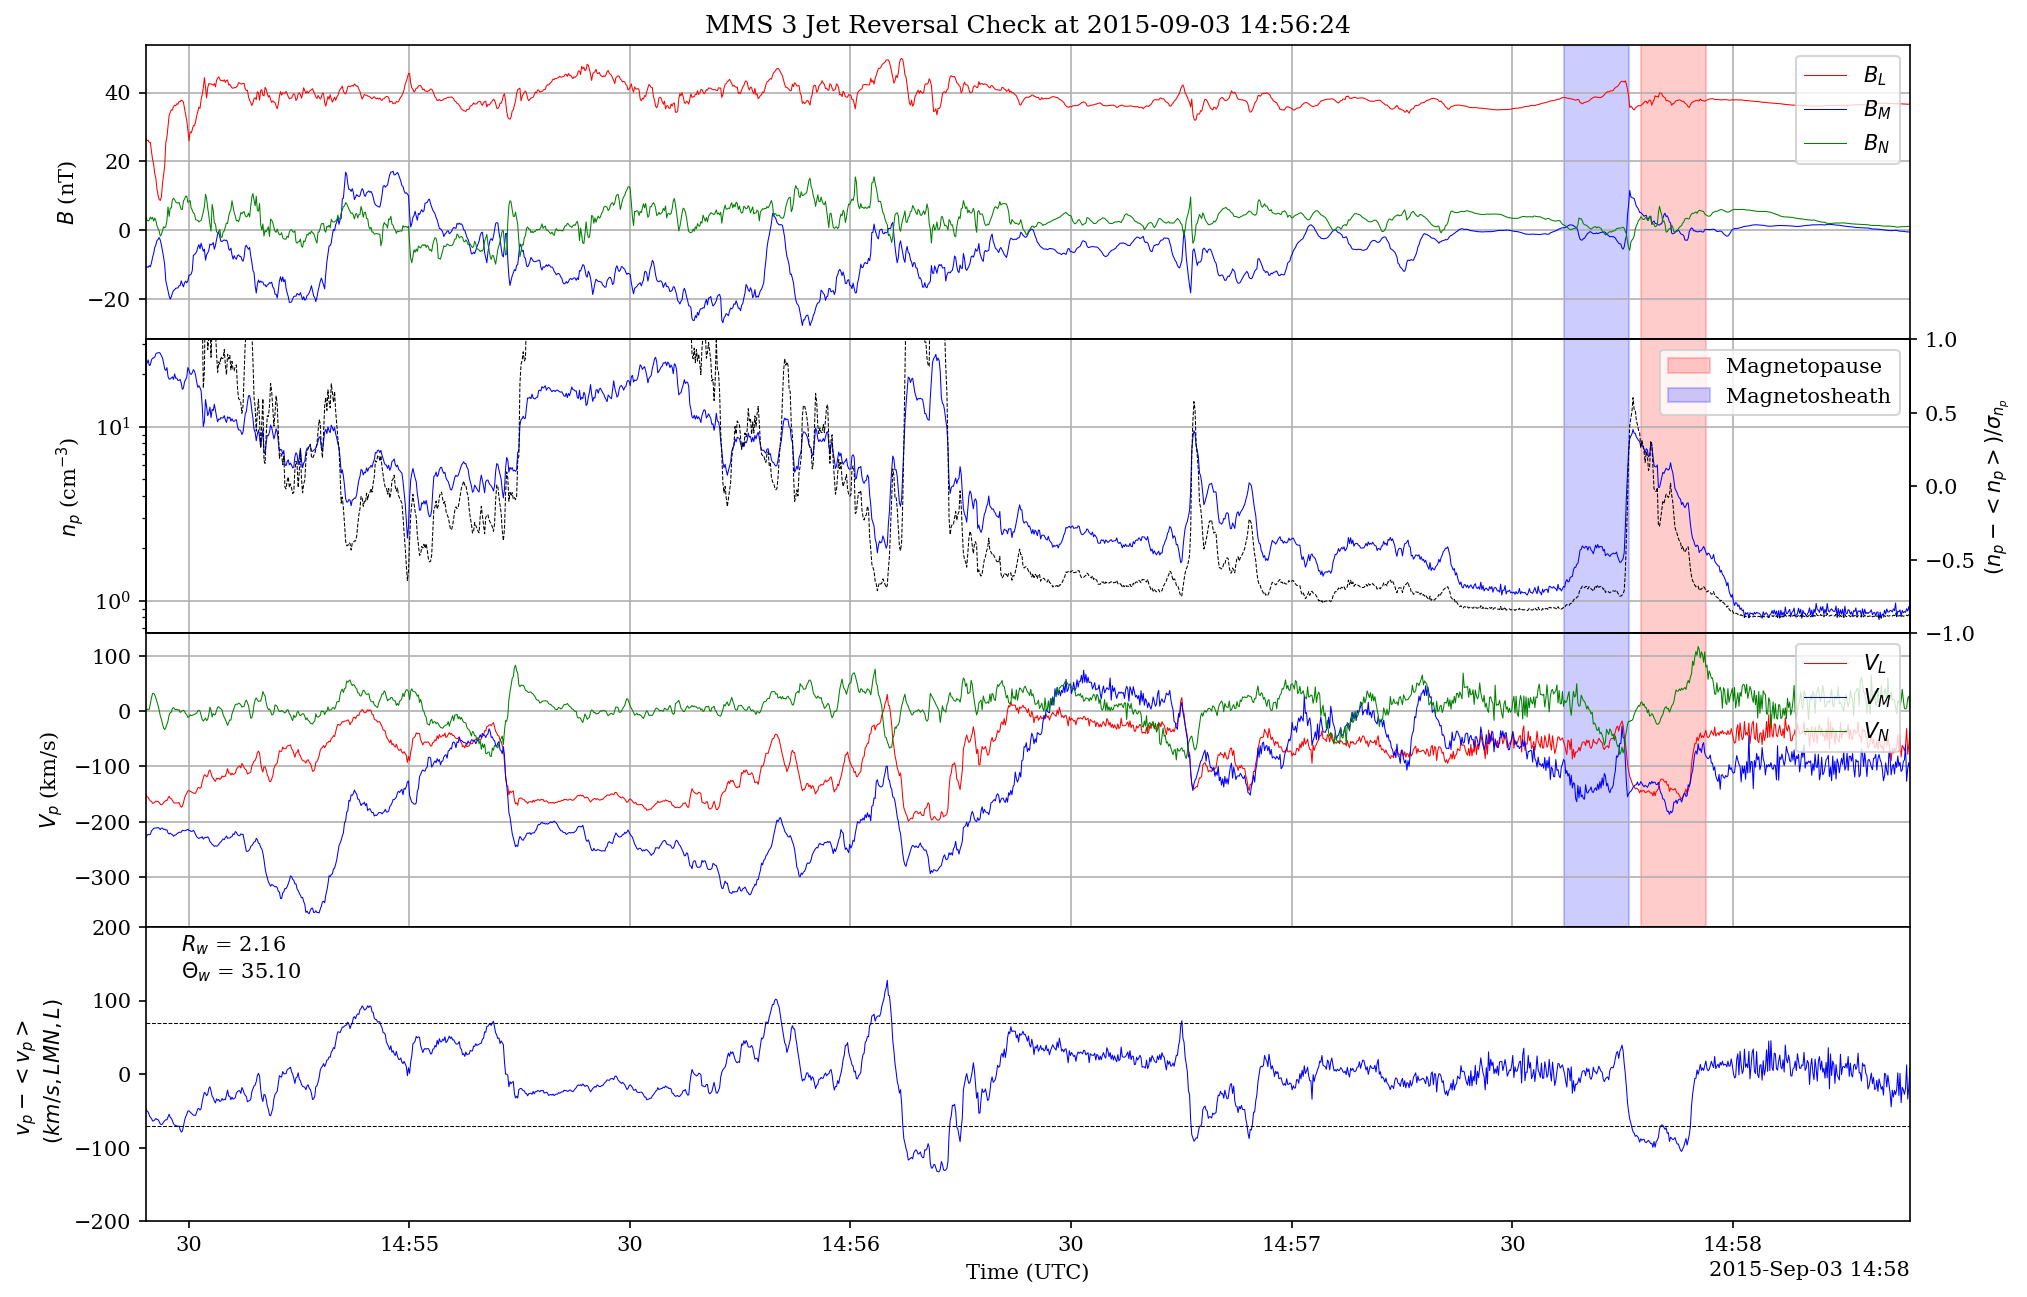 MMS 3 Jet Reversal Check at 2015-09-03 14:56:24
B (nT)
40
20
0
−20
B_L
B_M
B_N
n_p (cm^{-3})
10^1
10^0
1.0
0.5
0.0
−0.5
−1.0
(n_p − < n_p >)/σ_{n_p}
Magnetopause
Magnetosheath
V_p (km/s)
100
0
−100
−200
−300
V_L
V_M
V_N
v_p − < v_p >
(km/s, LMN, L)
200
100
0
−100
−200
R_w = 2.16
Θ_w = 35.10
30
14:55
30
14:56
30
14:57
30
14:58
Time (UTC)
2015-Sep-03 14:58